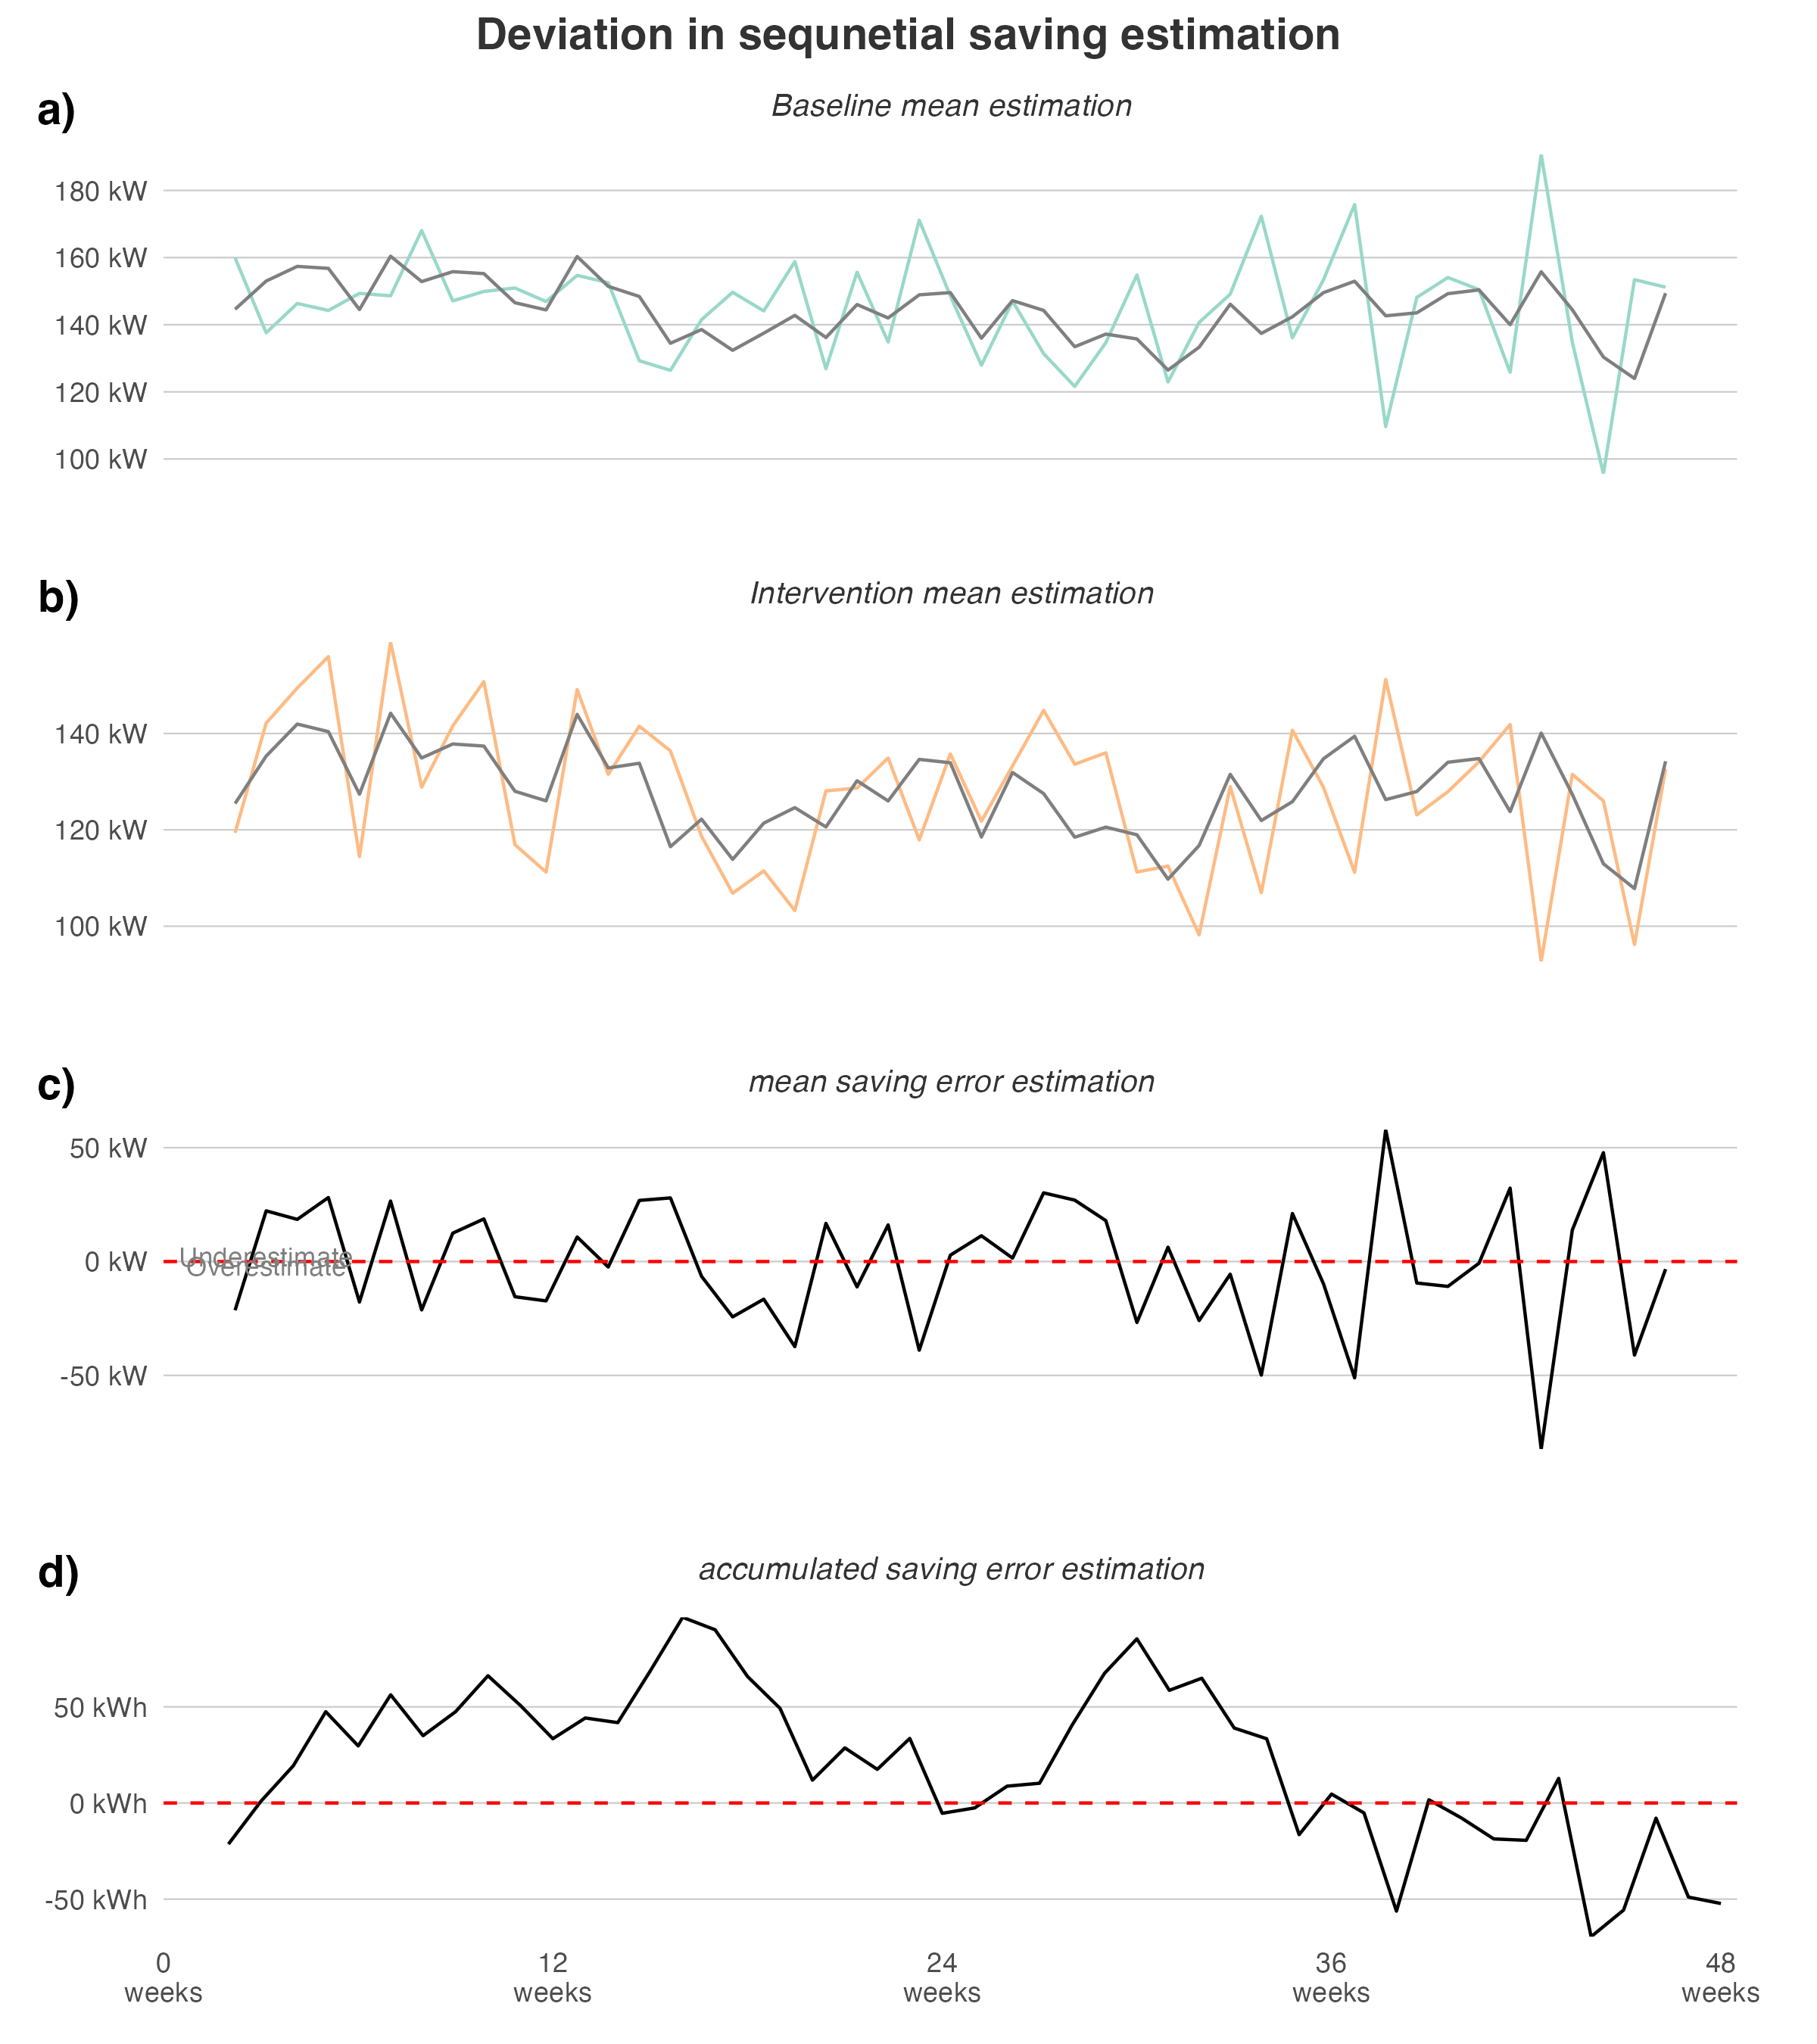 Deviation in sequnetial saving estimation
a)
Baseline mean estimation
180 kW
160 kW
140 kW
120 kW
100 kW
b)
Intervention mean estimation
140 kW
120 kW
100 kW
c)
mean saving error estimation
50 kW
Underestimate
0 kW
Overestimate
-50 kW
d)
accumulated saving error estimation
50 kWh
0 kWh
-50 kWh
0 12 24 36 48
weeks weeks weeks weeks weeks